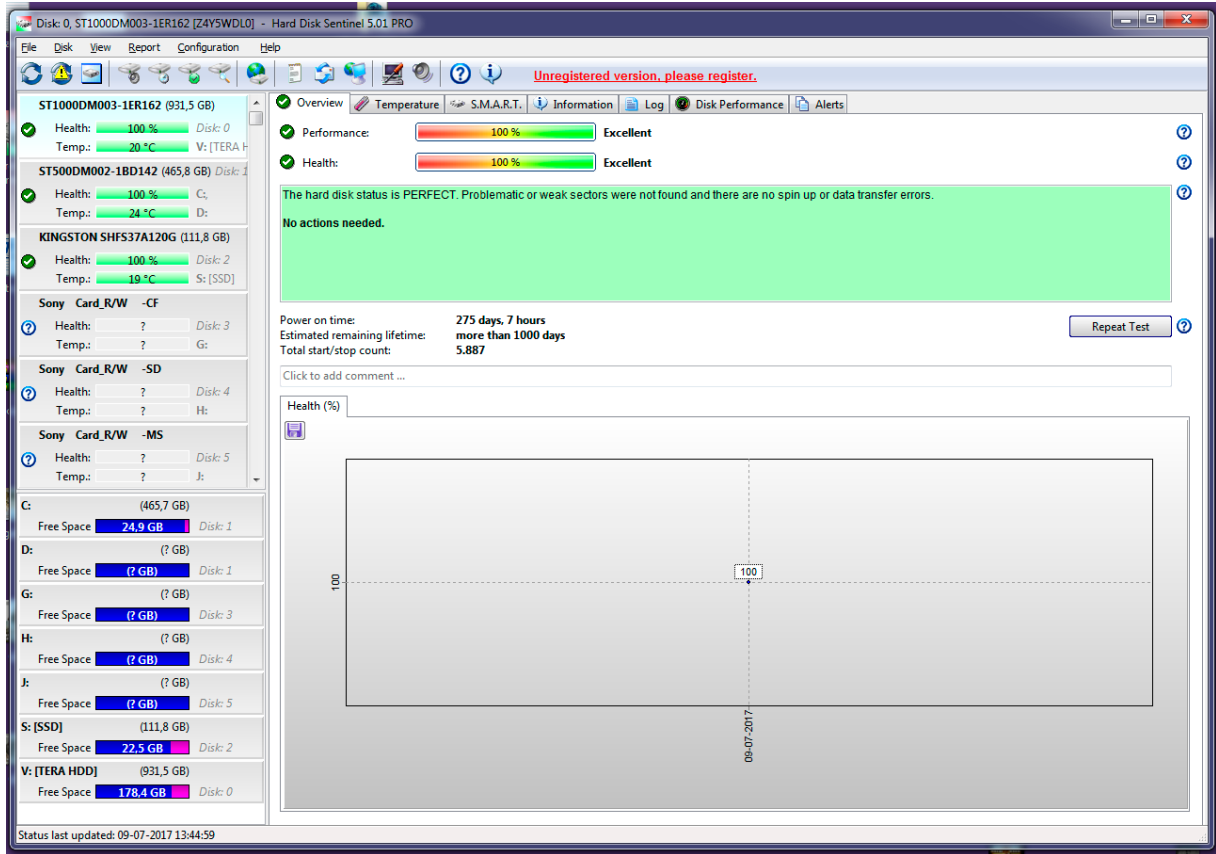 Disk: 0, ST1000DM003-1ER162 [Z4Y5WDL0] - Hard Disk Sentinel 5.01 PRO
File Disk View Report Configuration Help
Unregistered version, please register.
ST1000DM003-1ER162 (931,5 GB)
Health: 100 % Disk: 0
Temp.: 20 °C V: [TERA H
ST500DM002-1BD142 (465,8 GB) Disk: 1
Health: 100 % C;
Temp.: 24 °C D:
KINGSTON SHFS37A120G (111,8 GB)
Health: 100 % Disk: 2
Temp.: 19 °C S: [SSD]
Sony Card_R/W -CF
Health: ? Disk: 3
Temp.: ? G:
Sony Card_R/W -SD
Health: ? Disk: 4
Temp.: ? H:
Sony Card_R/W -MS
Health: ? Disk: 5
Temp.: ? J:
C: (465,7 GB)
Free Space 24,9 GB Disk: 1
D: (? GB)
Free Space (? GB) Disk: 1
G: (? GB)
Free Space (? GB) Disk: 3
H: (? GB)
Free Space (? GB) Disk: 4
J: (? GB)
Free Space (? GB) Disk: 5
S: [SSD] (111,8 GB)
Free Space 22,5 GB Disk: 2
V: [TERA HDD] (931,5 GB)
Free Space 178,4 GB Disk: 0
Overview Temperature S.M.A.R.T. Information Log Disk Performance Alerts
Performance: 100 % Excellent
Health: 100 % Excellent
The hard disk status is PERFECT. Problematic or weak sectors were not found and there are no spin up or data transfer errors.
No actions needed.
Power on time: 275 days, 7 hours
Estimated remaining lifetime: more than 1000 days
Total start/stop count: 5.887
Repeat Test
Click to add comment ...
Health (%)
100
100
09-07-2017
Status last updated: 09-07-2017 13:44:59